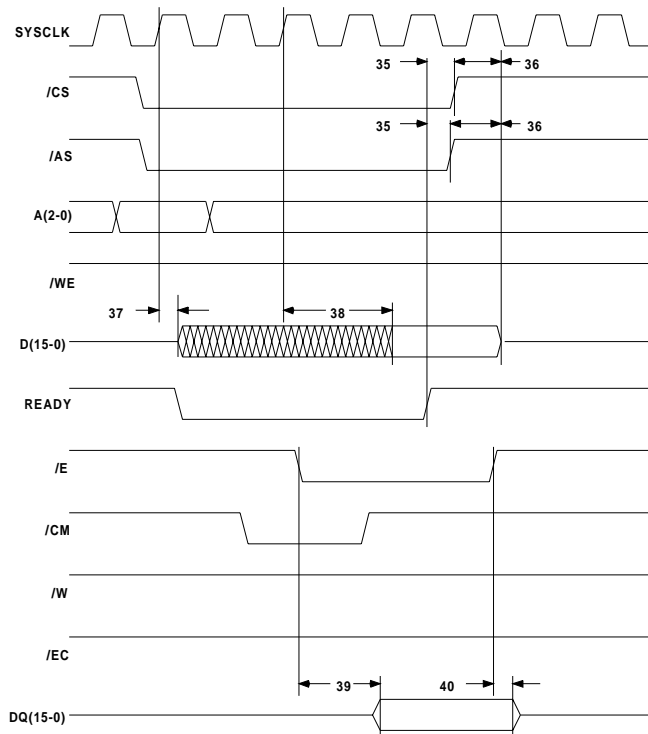 SYSCLK
35 36
/CS
35 36
/AS
A(2-0)
/WE
37 38
D(15-0)
READY
/E
/CM
/W
/EC
39 40
DQ(15-0)